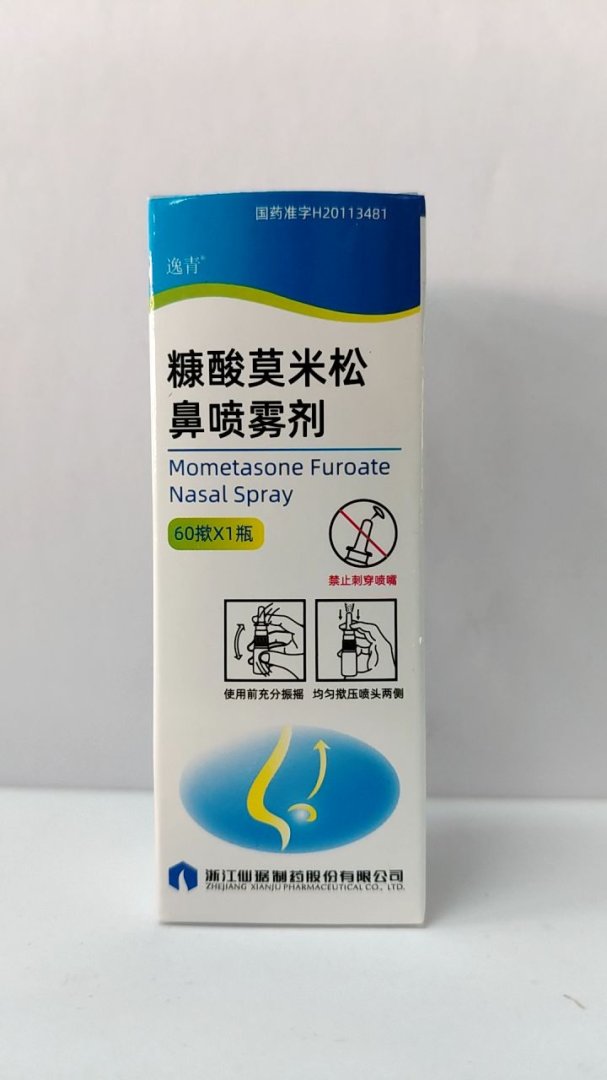 国药准字H20113481
逸青®
糠酸莫米松
鼻喷雾剂
Mometasone Furoate
Nasal Spray
60揿X1瓶
禁止刺穿喷嘴
使用前充分振摇 均匀揿压喷头两侧
浙江仙琚制药股份有限公司
ZHEJIANG XIANJU PHARMACEUTICAL CO., LTD.